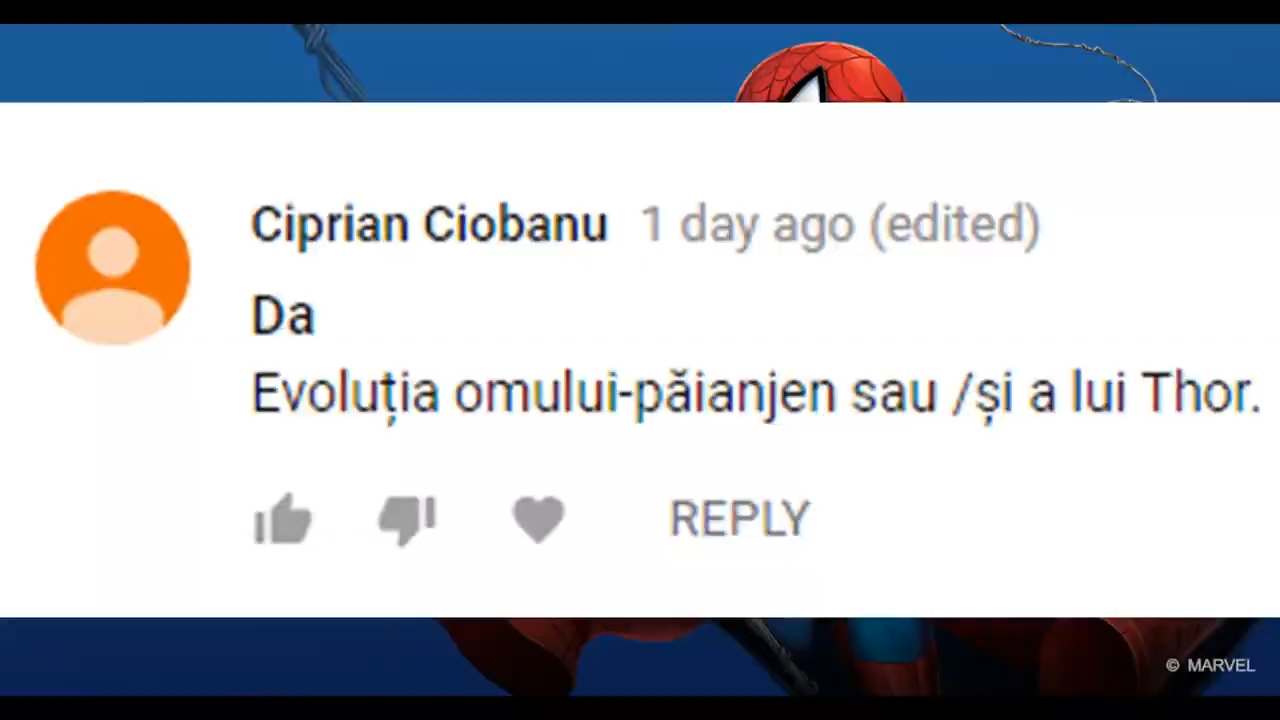 Ciprian Ciobanu 1 day ago (edited)
Da
Evoluția omului-păianjen sau /și a lui Thor.
REPLY
© MARVEL